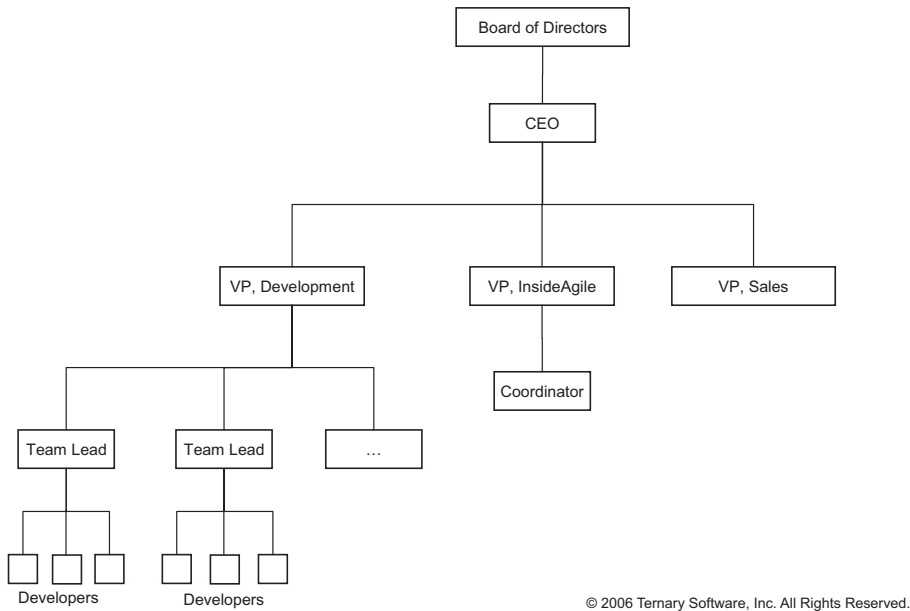 Board of Directors
CEO
VP, Development
VP, InsideAgile
VP, Sales
Coordinator
Team Lead
Team Lead
...
Developers
Developers
© 2006 Ternary Software, Inc. All Rights Reserved.